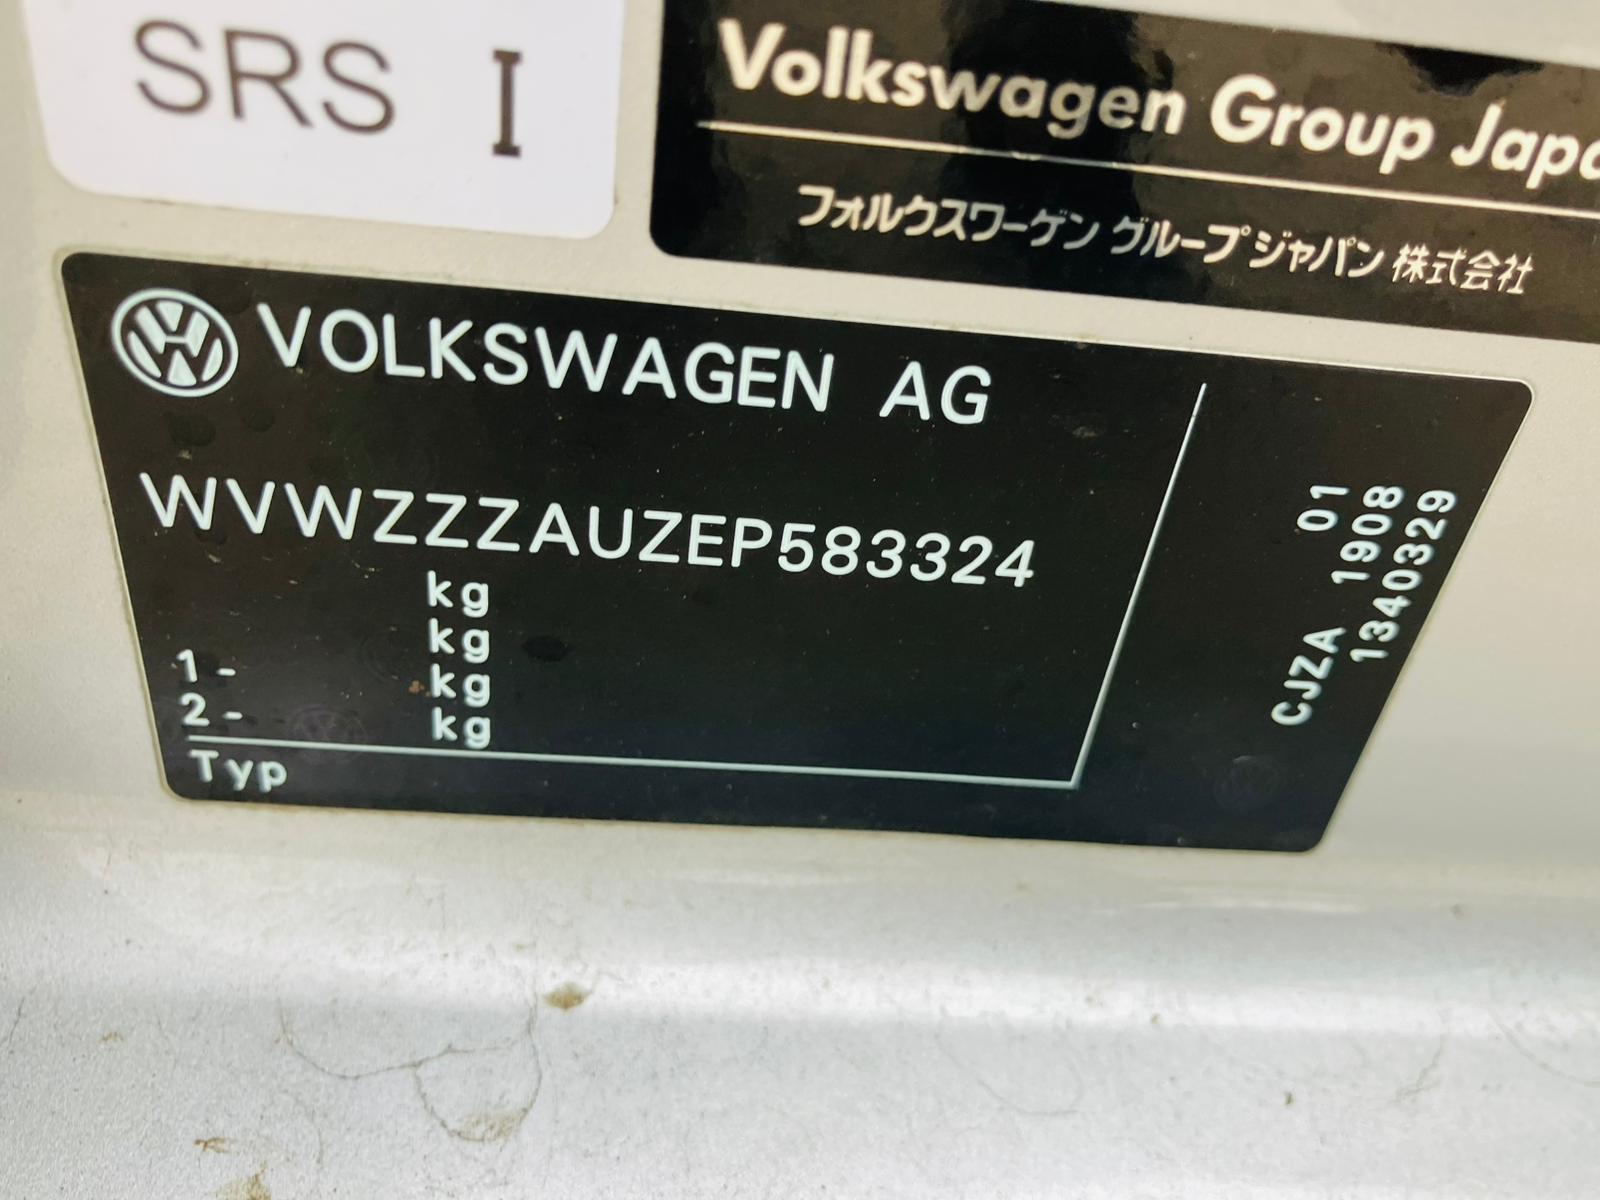 SRS I
Volkswagen Group Japa
フォルクスワーゲン グループ ジャパン 株式会社
VOLKSWAGEN AG
WVWZZZAUZEP583324
kg
kg
1- kg
2- kg
Typ
01
CJZA 1908
1340329